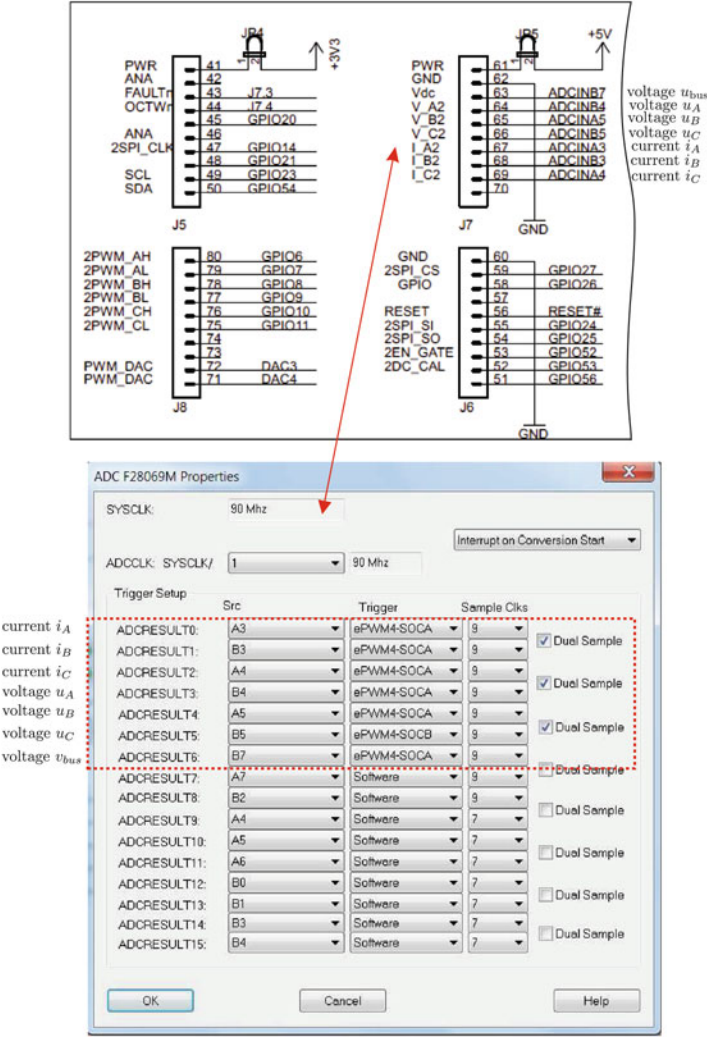 JP4
+3V3
1 2
PWR 41
ANA 42
FAULTn 43 J7.3
OCTWn 44 J7.4
45 GPIO20
ANA 46
2SPI_CLK 47 GPIO14
48 GPIO21
SCL 49 GPIO23
SDA 50 GPIO54
J5
JP5
+5V
1 2
PWR 61
GND 62
Vdc 63 ADCINB7 voltage u_bus
V_A2 64 ADCINB4 voltage u_A
V_B2 65 ADCINA5 voltage u_B
V_C2 66 ADCINB5 voltage u_C
I_A2 67 ADCINA3 current i_A
I_B2 68 ADCINB3 current i_B
I_C2 69 ADCINA4 current i_C
70
J7 GND
2PWM_AH 80 GPIO6
2PWM_AL 79 GPIO7
2PWM_BH 78 GPIO8
2PWM_BL 77 GPIO9
2PWM_CH 76 GPIO10
2PWM_CL 75 GPIO11
74
73
PWM_DAC 72 DAC3
PWM_DAC 71 DAC4
J8
GND 60
2SPI_CS 59 GPIO27
GPIO 58 GPIO26
57
RESET 56 RESET#
2SPI_SI 55 GPIO24
2SPI_SO 54 GPIO25
2EN_GATE 53 GPIO52
2DC_CAL 52 GPIO53
51 GPIO56
J6
GND
ADC F28069M Properties X
SYSCLK: 90 Mhz
Interrupt on Conversion Start
ADCCLK: SYSCLK/ 1 90 Mhz
Trigger Setup
Src Trigger Sample Clks
current i_A ADCRESULT0: A3 ePWM4-SOCA 9
Dual Sample
current i_B ADCRESULT1: B3 ePWM4-SOCA 9
current i_C ADCRESULT2: A4 ePWM4-SOCA 9
Dual Sample
voltage u_A ADCRESULT3: B4 ePWM4-SOCA 9
voltage u_B ADCRESULT4: A5 ePWM4-SOCA 9
Dual Sample
voltage u_C ADCRESULT5: B5 ePWM4-SOCB 9
voltage v_bus ADCRESULT6: B7 ePWM4-SOCA 9
Dual Sample
ADCRESULT7: A7 Software 9
ADCRESULT8: B2 Software 9
Dual Sample
ADCRESULT9: A4 Software 7
ADCRESULT10: A5 Software 7
Dual Sample
ADCRESULT11: A6 Software 7
ADCRESULT12: B0 Software 7
Dual Sample
ADCRESULT13: B1 Software 7
ADCRESULT14: B3 Software 7
Dual Sample
ADCRESULT15: B4 Software 7
OK Cancel Help